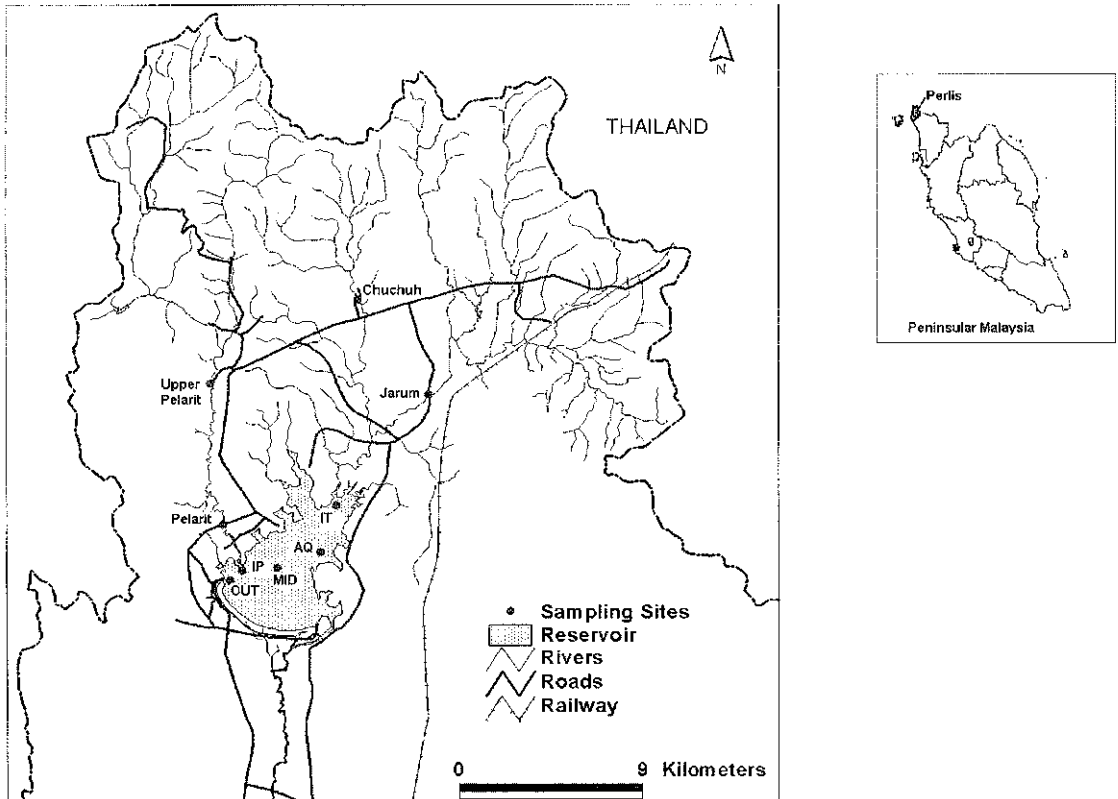 N
THAILAND
Perlis
Peninsular Malaysia
Chuchuh
Upper
Pelarit
Jarum
Pelarit
IT
AQ
IP
MID
OUT
Sampling Sites
Reservoir
Rivers
Roads
Railway
0 9 Kilometers